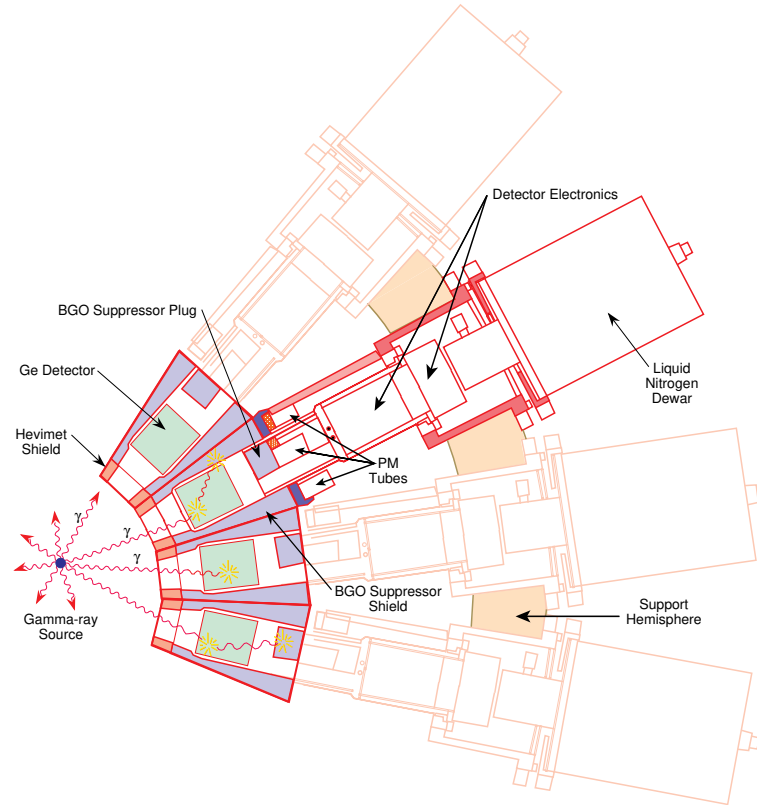 Detector Electronics
BGO Suppressor Plug
Ge Detector
Liquid
Nitrogen
Dewar
Hevimet
Shield
PM
Tubes
γ
γ
γ
BGO Suppressor
Shield
Gamma-ray
Source
Support
Hemisphere